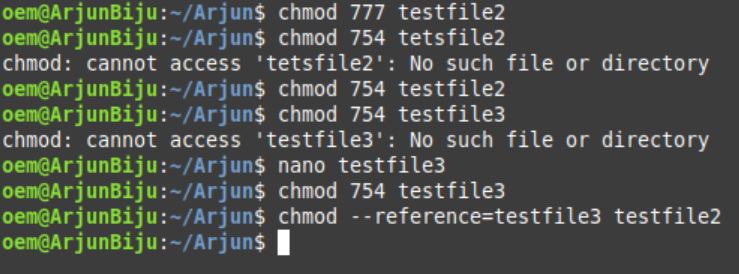 oem@ArjunBiju:~/Arjun$ chmod 777 testfile2
oem@ArjunBiju:~/Arjun$ chmod 754 tetsfile2
chmod: cannot access 'tetsfile2': No such file or directory
oem@ArjunBiju:~/Arjun$ chmod 754 testfile2
oem@ArjunBiju:~/Arjun$ chmod 754 testfile3
chmod: cannot access 'testfile3': No such file or directory
oem@ArjunBiju:~/Arjun$ nano testfile3
oem@ArjunBiju:~/Arjun$ chmod 754 testfile3
oem@ArjunBiju:~/Arjun$ chmod --reference=testfile3 testfile2
oem@ArjunBiju:~/Arjun$